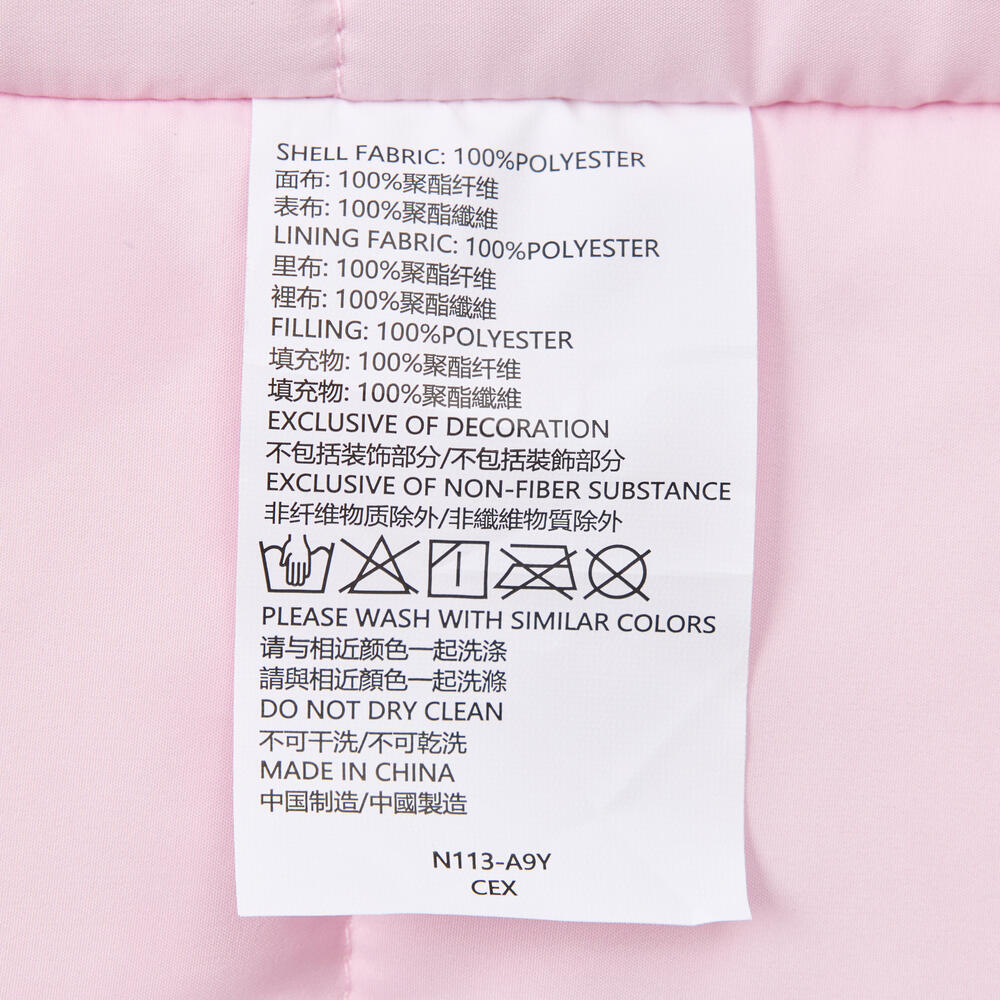 SHELL FABRIC: 100%POLYESTER
面布: 100%聚酯纤维
表布: 100%聚酯纖維
LINING FABRIC: 100%POLYESTER
里布: 100%聚酯纤维
裡布: 100%聚酯纖維
FILLING: 100%POLYESTER
填充物: 100%聚酯纤维
填充物: 100%聚酯纖維
EXCLUSIVE OF DECORATION
不包括装饰部分/不包括裝飾部分
EXCLUSIVE OF NON-FIBER SUBSTANCE
非纤维物质除外/非纖維物質除外
PLEASE WASH WITH SIMILAR COLORS
请与相近颜色一起洗涤
請與相近顏色一起洗滌
DO NOT DRY CLEAN
不可干洗/不可乾洗
MADE IN CHINA
中国制造/中國製造
N113-A9Y
CEX